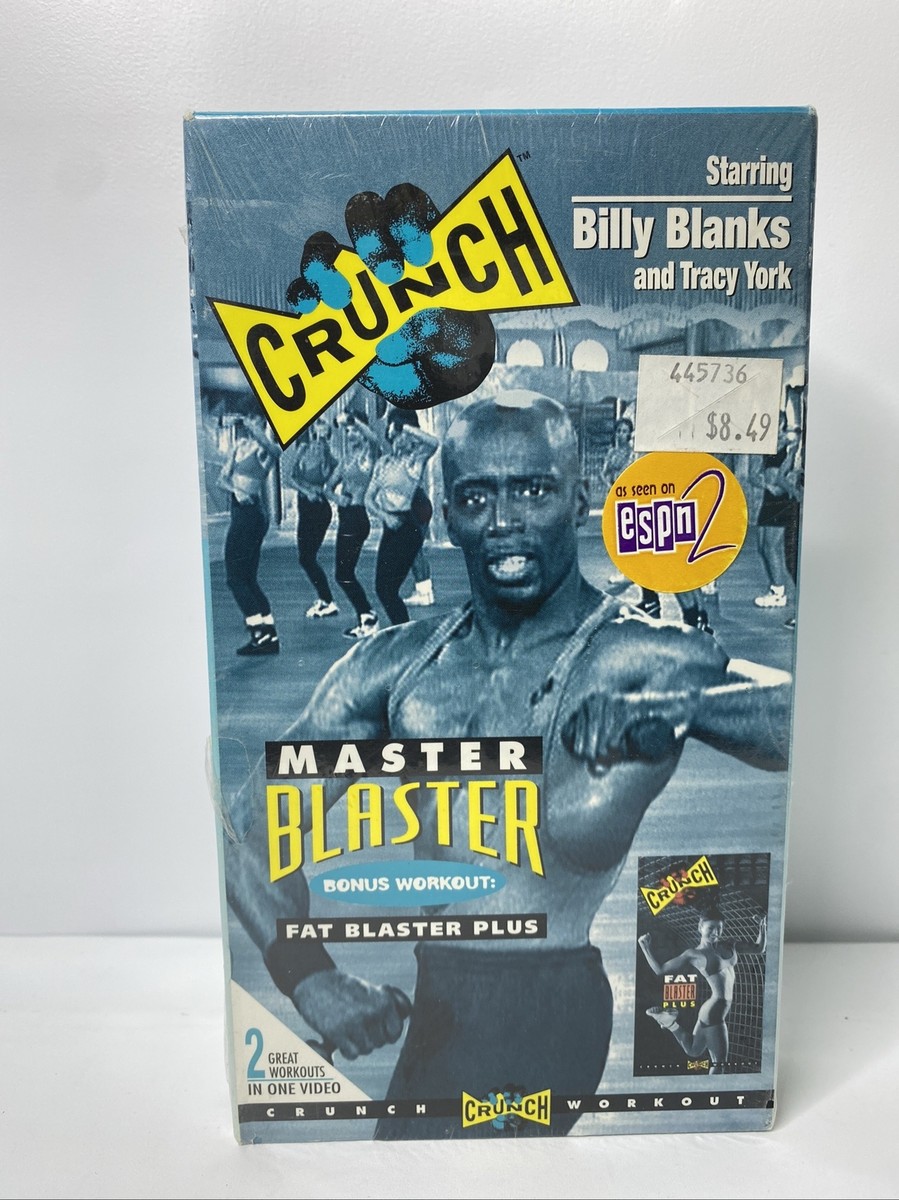 CRUNCH™
Starring
Billy Blanks
and Tracy York
445736
$8.49
as seen on
espn2
MASTER
BLASTER
BONUS WORKOUT:
FAT BLASTER PLUS
CRUNCH
FAT
BLASTER
PLUS
CRUNCH
2 GREAT
WORKOUTS
IN ONE VIDEO
CRUNCH CRUNCH WORKOUT